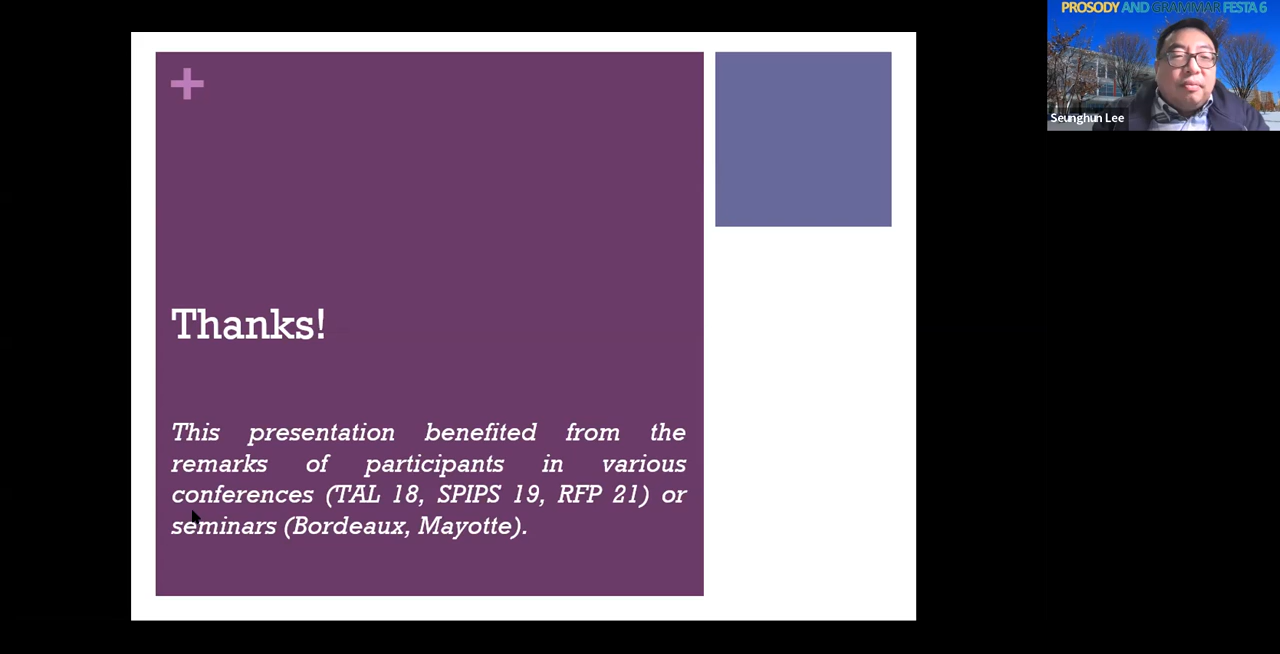 PROSODY AND GRAMMAR FESTA 6
Seunghun Lee
+
Thanks!
This presentation benefited from the
remarks of participants in various
conferences (TAL 18, SPIPS 19, RFP 21) or
seminars (Bordeaux, Mayotte).